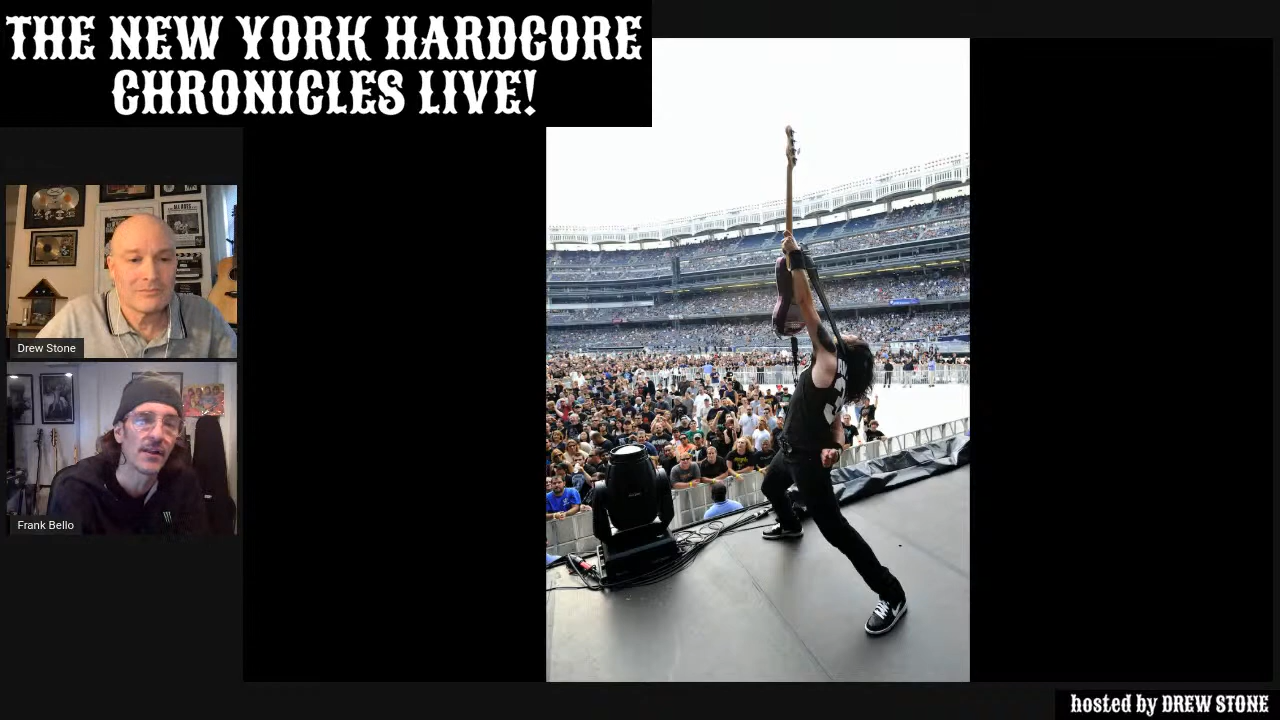 THE NEW YORK HARDCORE
CHRONICLES LIVE!
Drew Stone
Frank Bello
hosted by DREW STONE